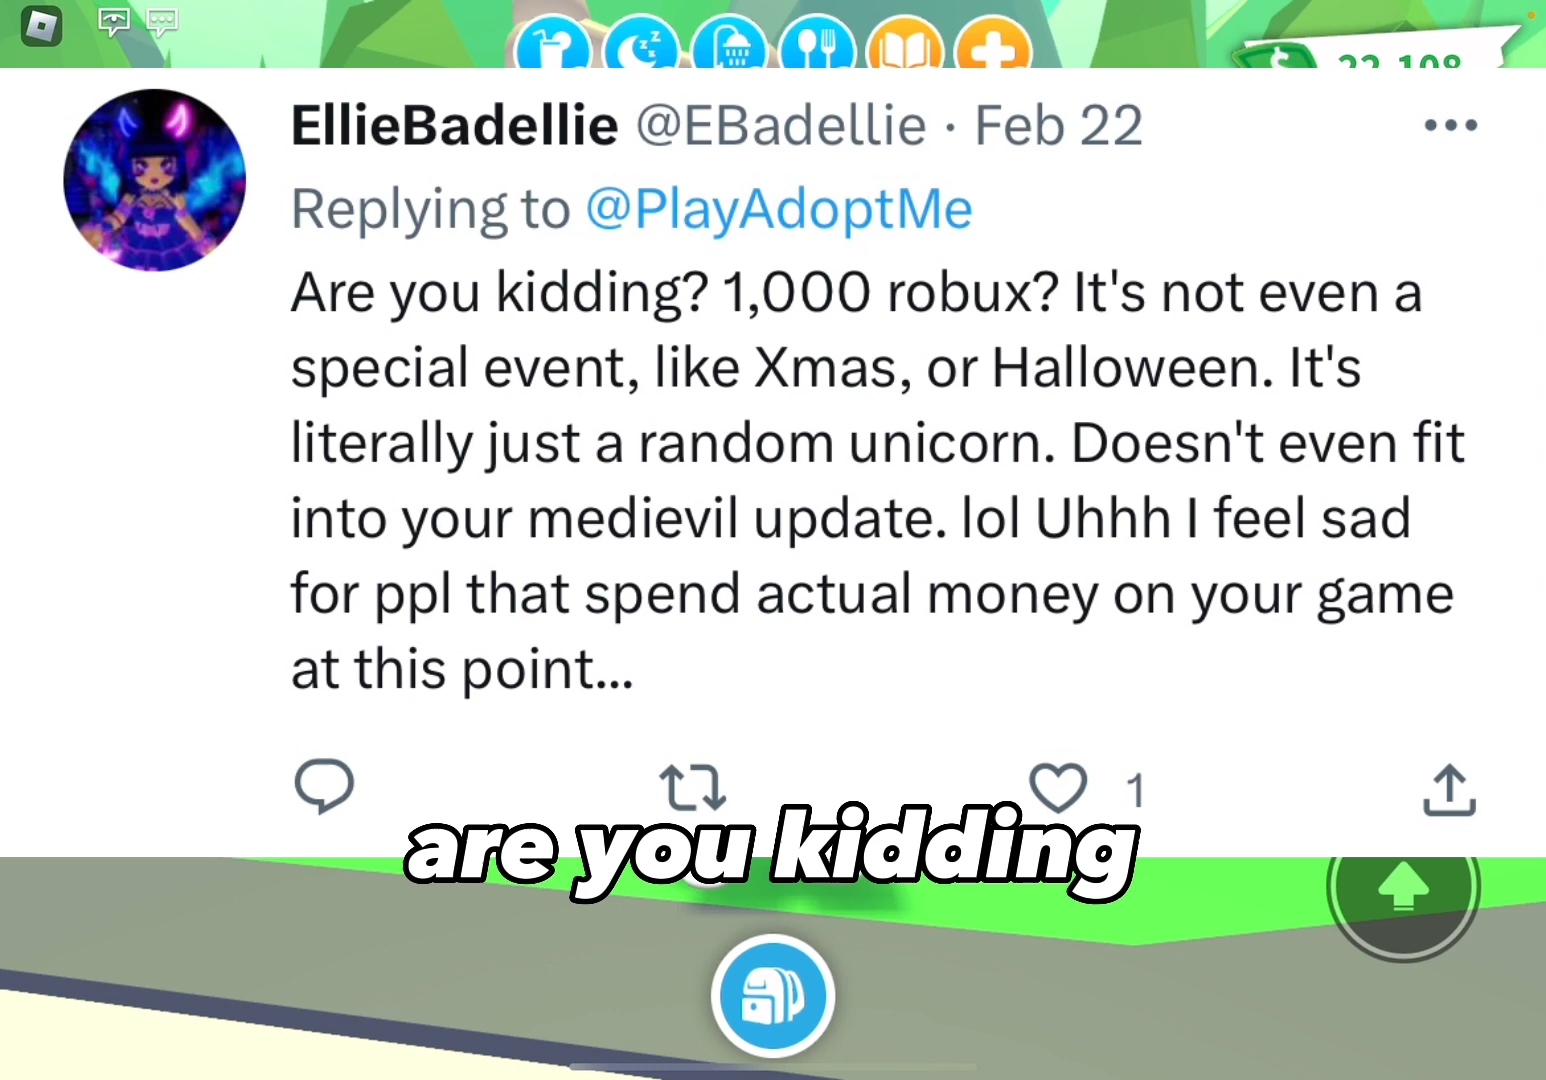 EllieBadellie @EBadellie · Feb 22
Replying to @PlayAdoptMe
Are you kidding? 1,000 robux? It's not even a
special event, like Xmas, or Halloween. It's
literally just a random unicorn. Doesn't even fit
into your medievil update. lol Uhhh I feel sad
for ppl that spend actual money on your game
at this point...
1
are you kidding